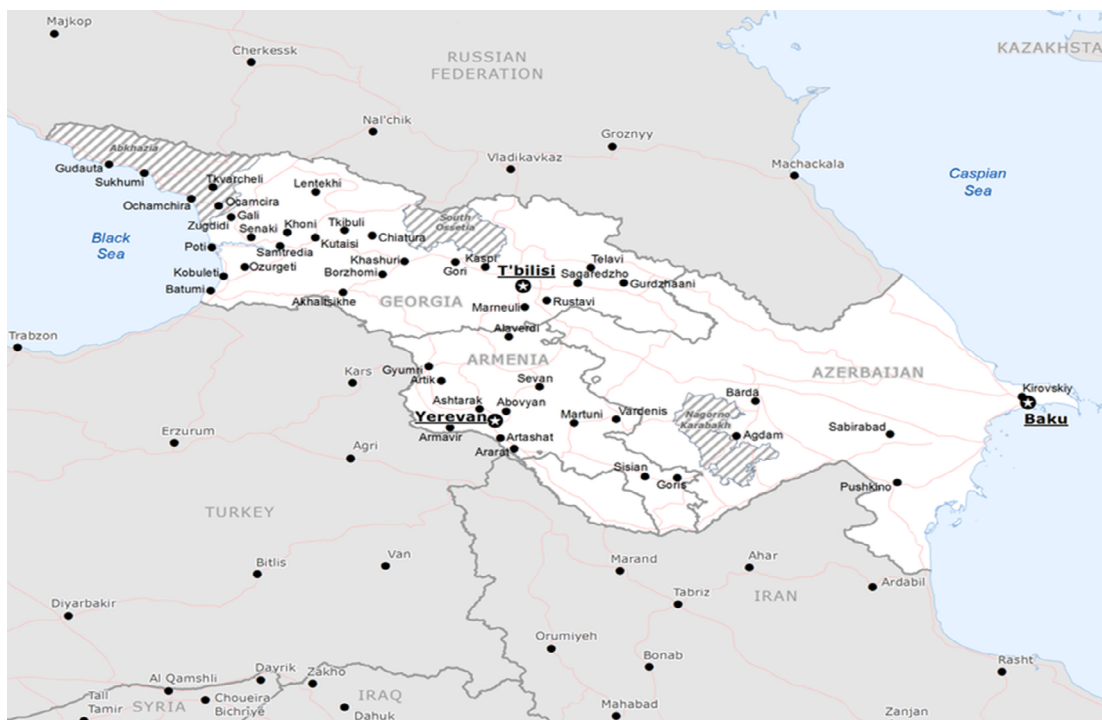 Majkop
Cherkessk
RUSSIAN
FEDERATION
KAZAKHSTA
Nal'chik
Groznyy
Vladikavkaz
Machackala
Caspian
Sea
Abkhazia
Gudauta
Sukhumi
Tkvarcheli
Lentekhi
Ochamchira
Ocamcira
Gali
Zugdidi
South
Ossetia
Black
Sea
Senaki
Khoni
Tkibuli
Chiatura
Poti
Samtredia
Kutaisi
Khashuri
Kaspi
Telavi
Kobuleti
Ozurgeti
Borzhomi
Gori
T'bilisi
Sagaredzho
Gurdzhaani
Batumi
Akhaltsikhe
GEORGIA
Marneuli
Rustavi
Trabzon
Alaverdi
ARMENIA
Gyumri
Kars
Artik
Sevan
AZERBAIJAN
Kirovskiy
Ashtarak
Abovyan
Bärdä
Baku
Yerevan
Martuni
Vardenis
Nagorno
Karabakh
Erzurum
Armavir
Artashat
Agdam
Sabirabad
Agri
Ararat
Sisian
Goris
Pushkino
TURKEY
Van
Bitlis
Marand
Ahar
Ardabil
Diyarbakir
Tabriz
IRAN
Orumiyeh
Bonab
Rasht
Al Qamshli
Dayrik
Zakho
Tall
Tamir
SYRIA
Choueira
Bichriye
IRAQ
Dahuk
Mahabad
Zanjan